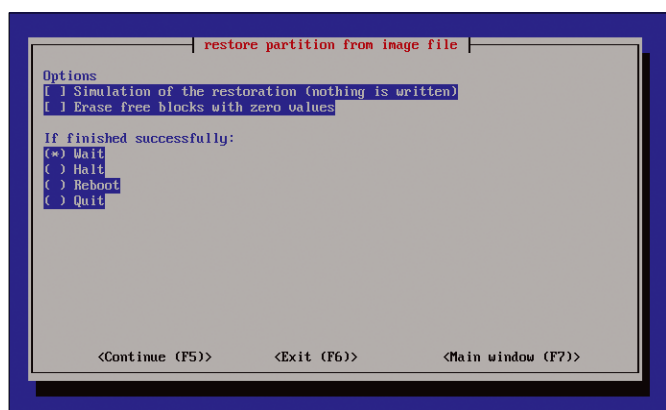 restore partition from image file
Options
[ ] Simulation of the restoration (nothing is written)
[ ] Erase free blocks with zero values
If finished successfully:
(*) Wait
( ) Halt
( ) Reboot
( ) Quit
<Continue (F5)> <Exit (F6)> <Main window (F7)>